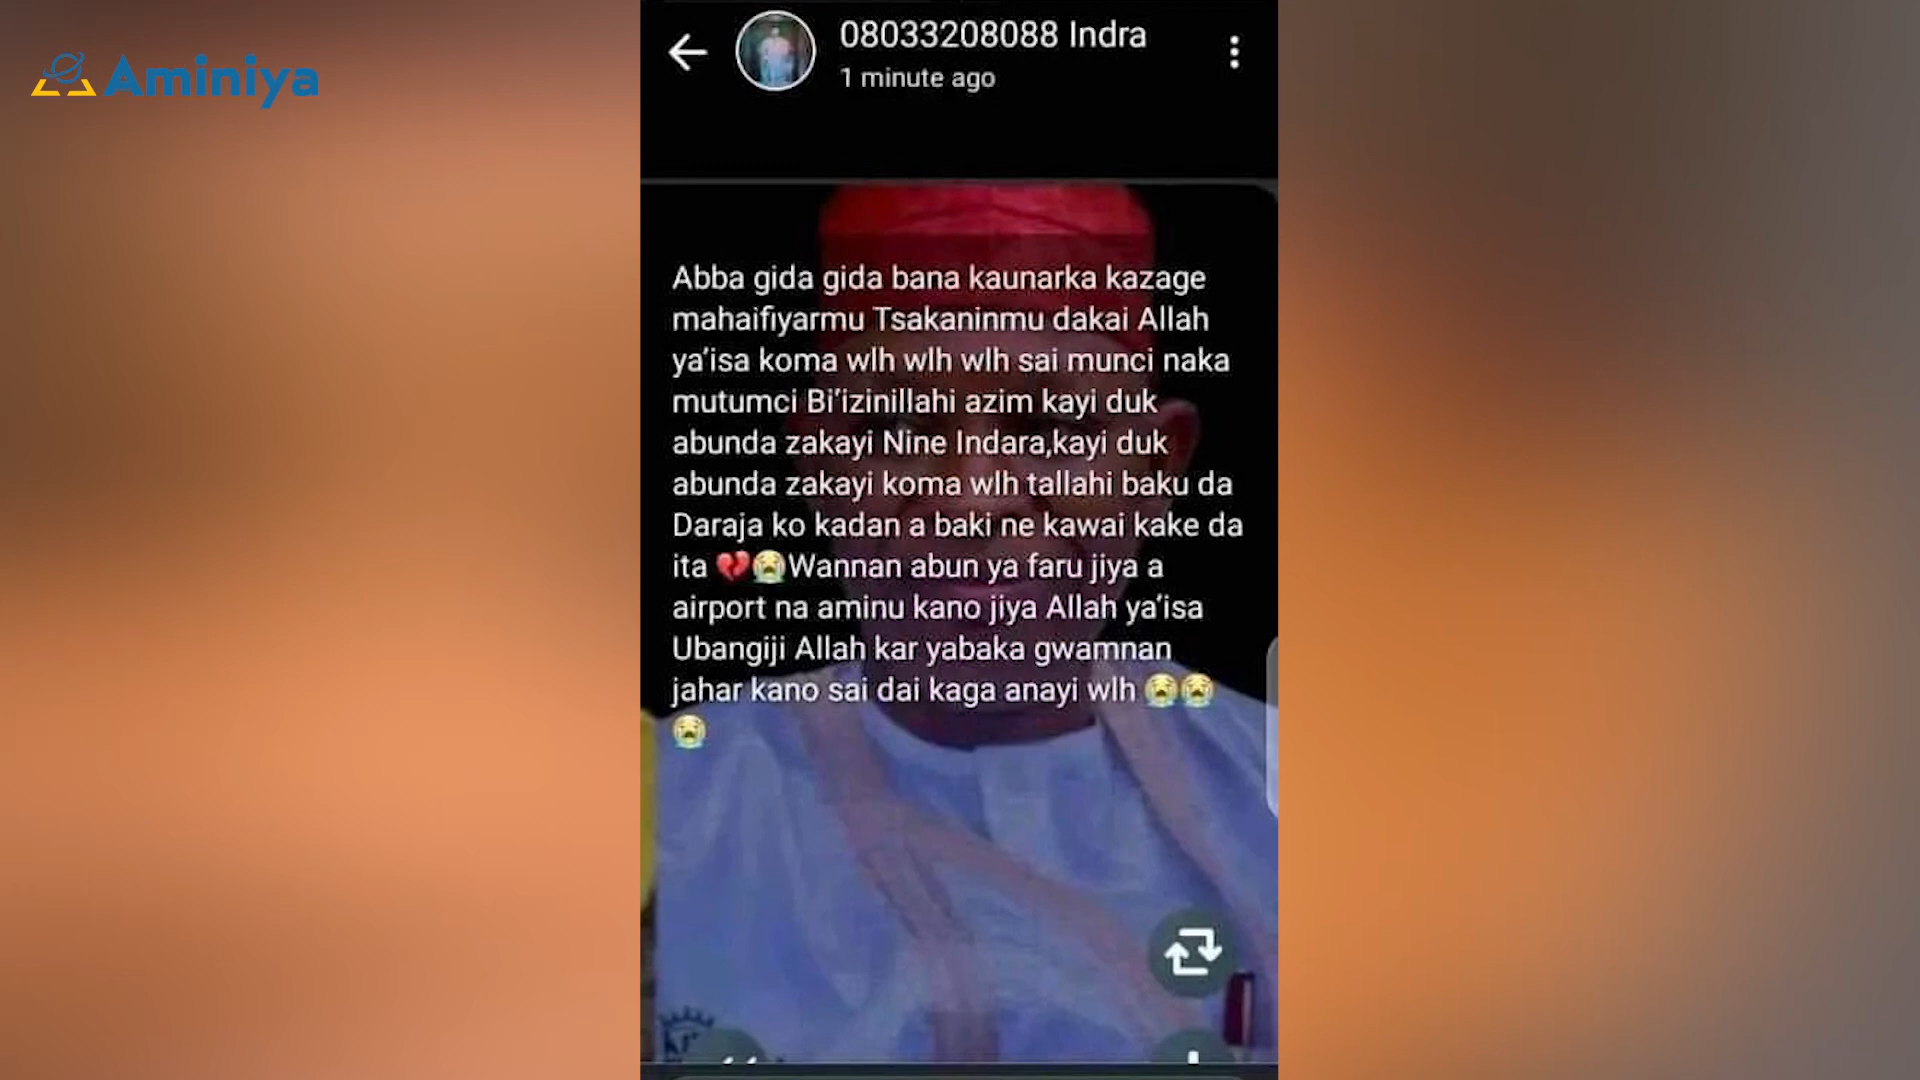 Aminiya
08033208088 Indra
1 minute ago
Abba gida gida bana kaunarka kazage
mahaifiyarmu Tsakaninmu dakai Allah
ya'isa koma wlh wlh wlh sai munci naka
mutumci Bi'izinillahi azim kayi duk
abunda zakayi Nine Indara,kayi duk
abunda zakayi koma wlh tallahi baku da
Daraja ko kadan a baki ne kawai kake da
ita 💔😭Wannan abun ya faru jiya a
airport na aminu kano jiya Allah ya'isa
Ubangiji Allah kar yabaka gwamnan
jahar kano sai dai kaga anayi wlh 😭😭
😭